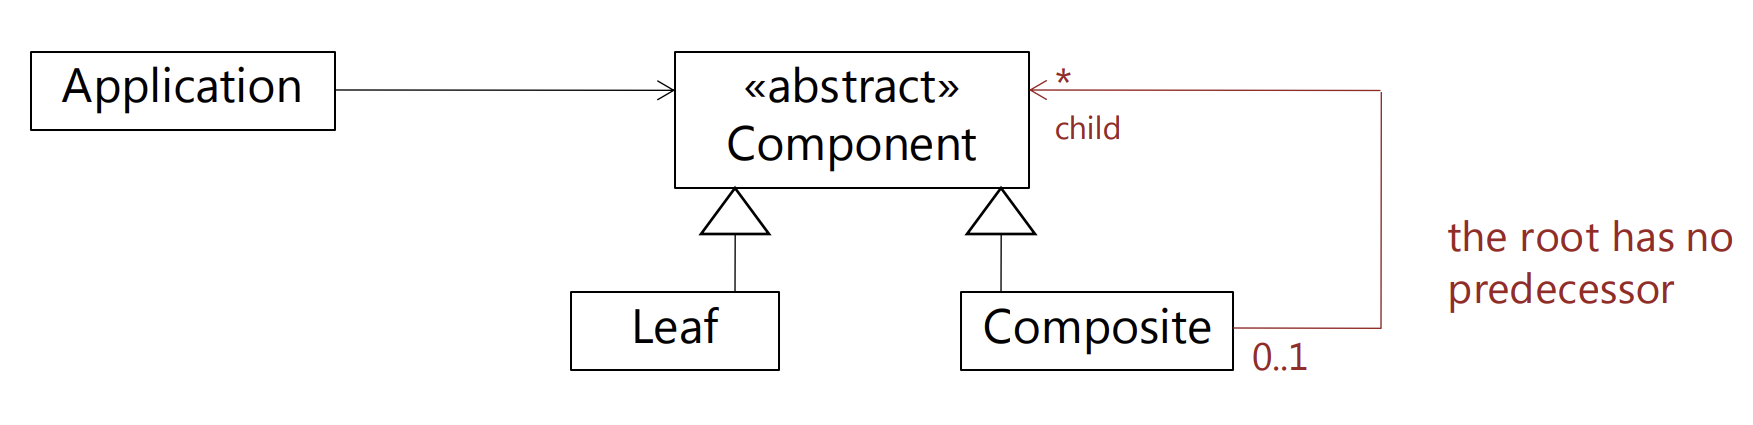 Application
«abstract»
Component
*
child
the root has no
predecessor
Leaf
Composite
0..1